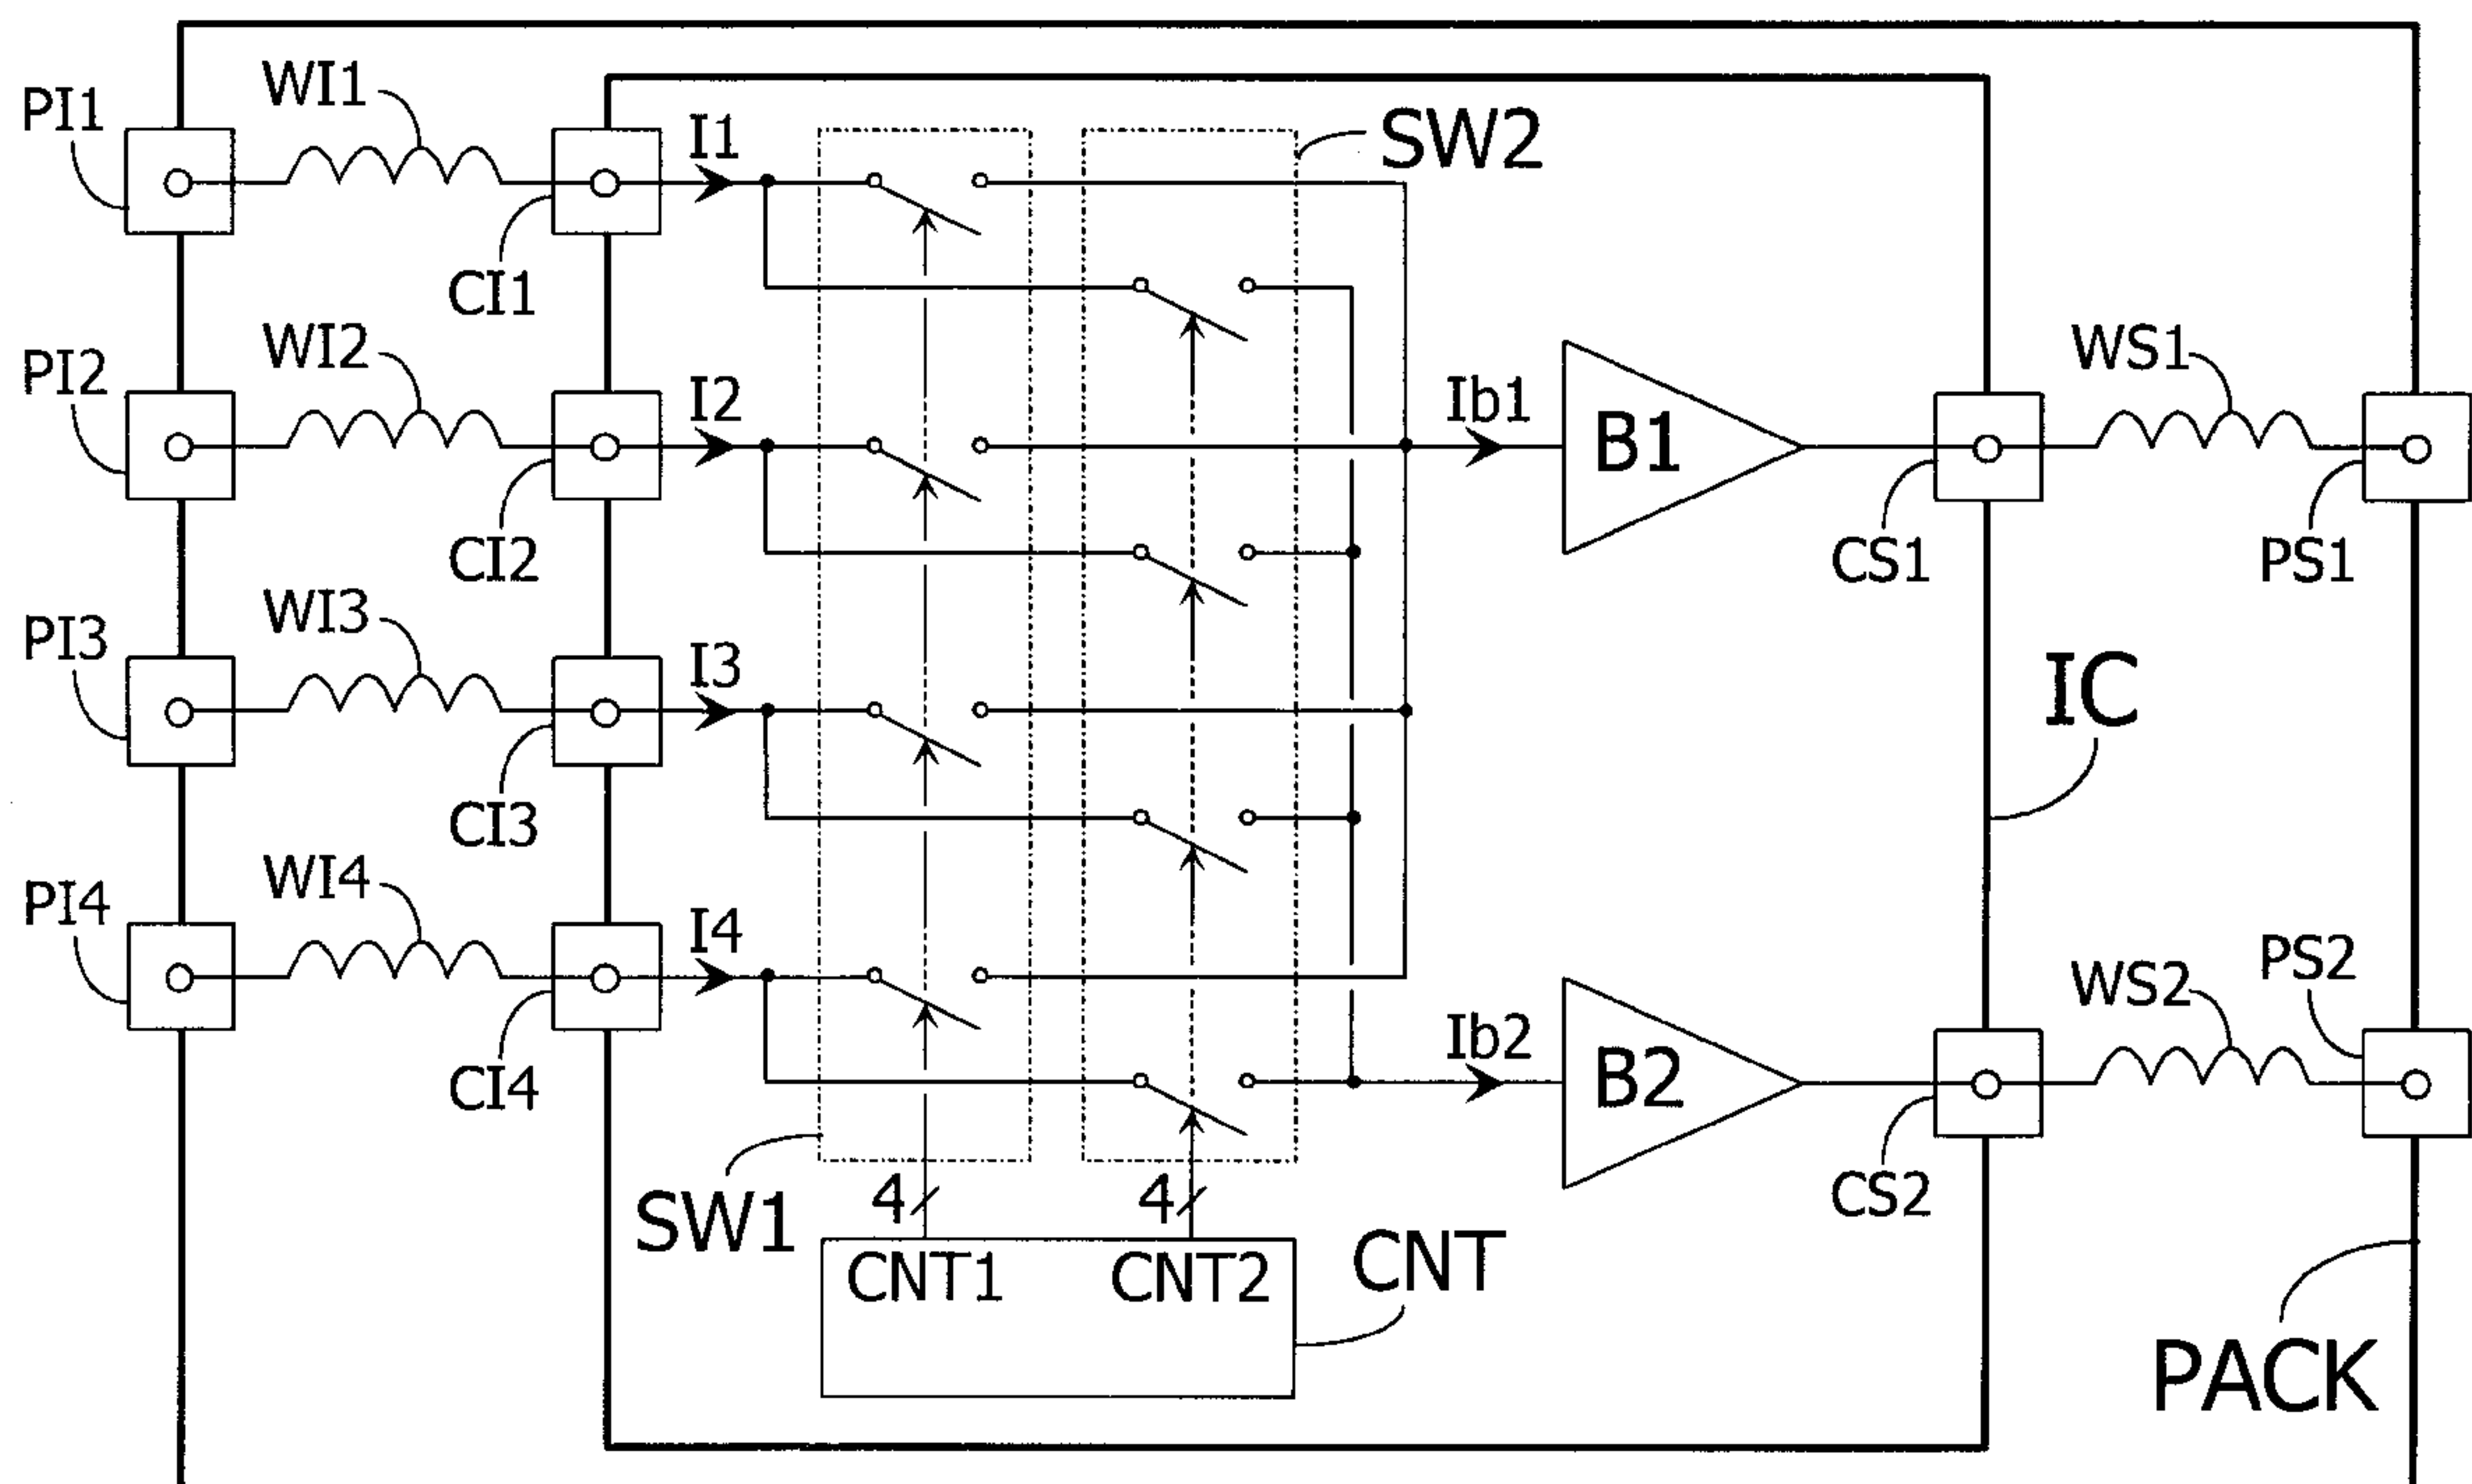 PI1
WI1
CI1
I1
SW2
PI2
WI2
CI2
I2
Ib1
B1
CS1
WS1
PS1
PI3
WI3
CI3
I3
IC
PI4
WI4
CI4
I4
Ib2
B2
CS2
WS2
PS2
SW1
4
4
CNT1
CNT2
CNT
PACK